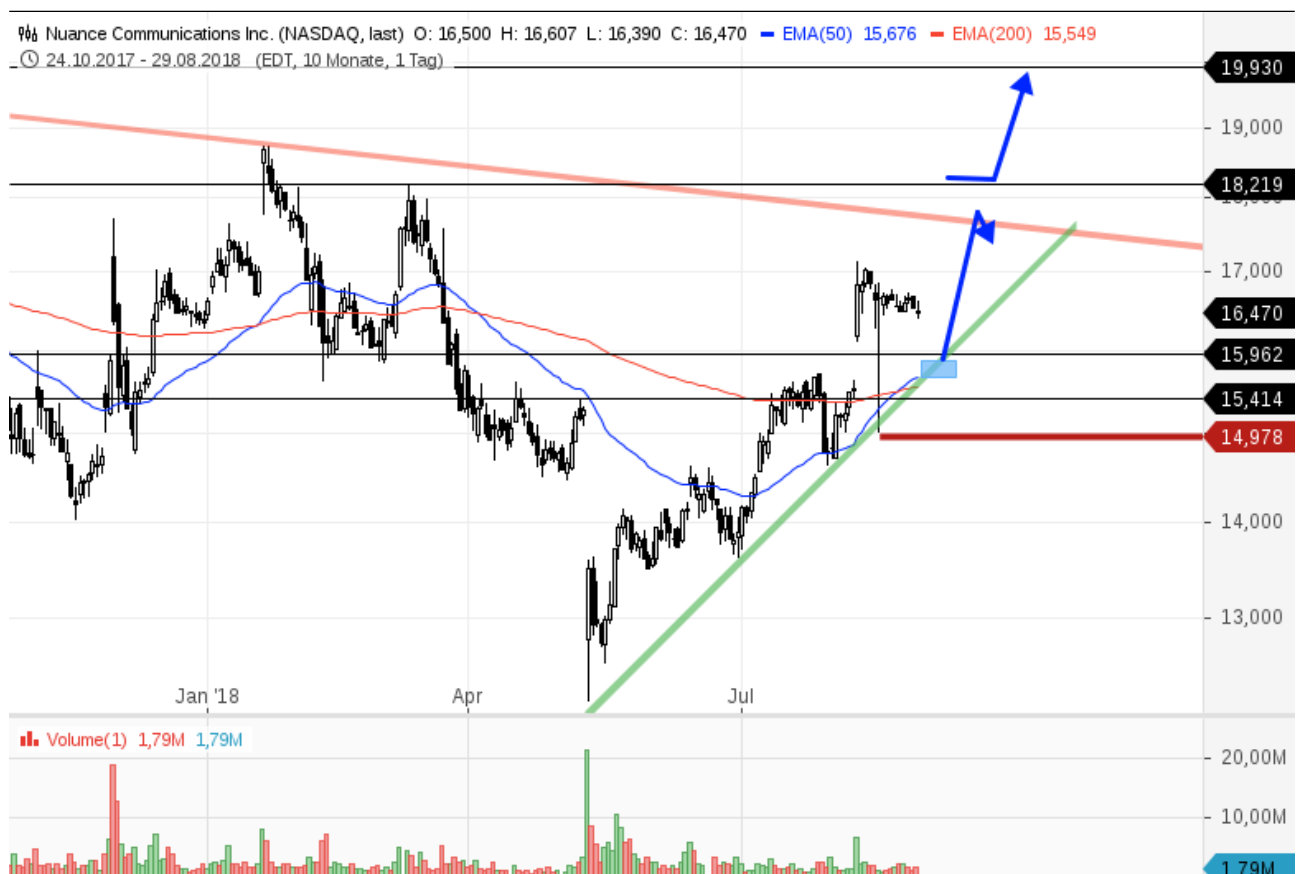 Nuance Communications Inc. (NASDAQ, last) O: 16,500 H: 16,607 L: 16,390 C: 16,470 EMA(50) 15,676 EMA(200) 15,549
24.10.2017 - 29.08.2018 (EDT, 10 Monate, 1 Tag)
19,930
19,000
18,219
17,000
16,470
15,962
15,414
14,978
14,000
13,000
Jan '18 Apr Jul
Volume(1) 1,79M 1,79M
20,00M
10,00M
1,79M